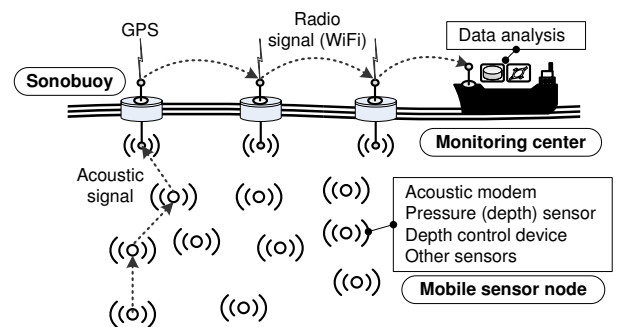 GPS
Radio
signal (WiFi)
Data analysis
Sonobuoy
Monitoring center
Acoustic
signal
Acoustic modem
Pressure (depth) sensor
Depth control device
Other sensors
Mobile sensor node